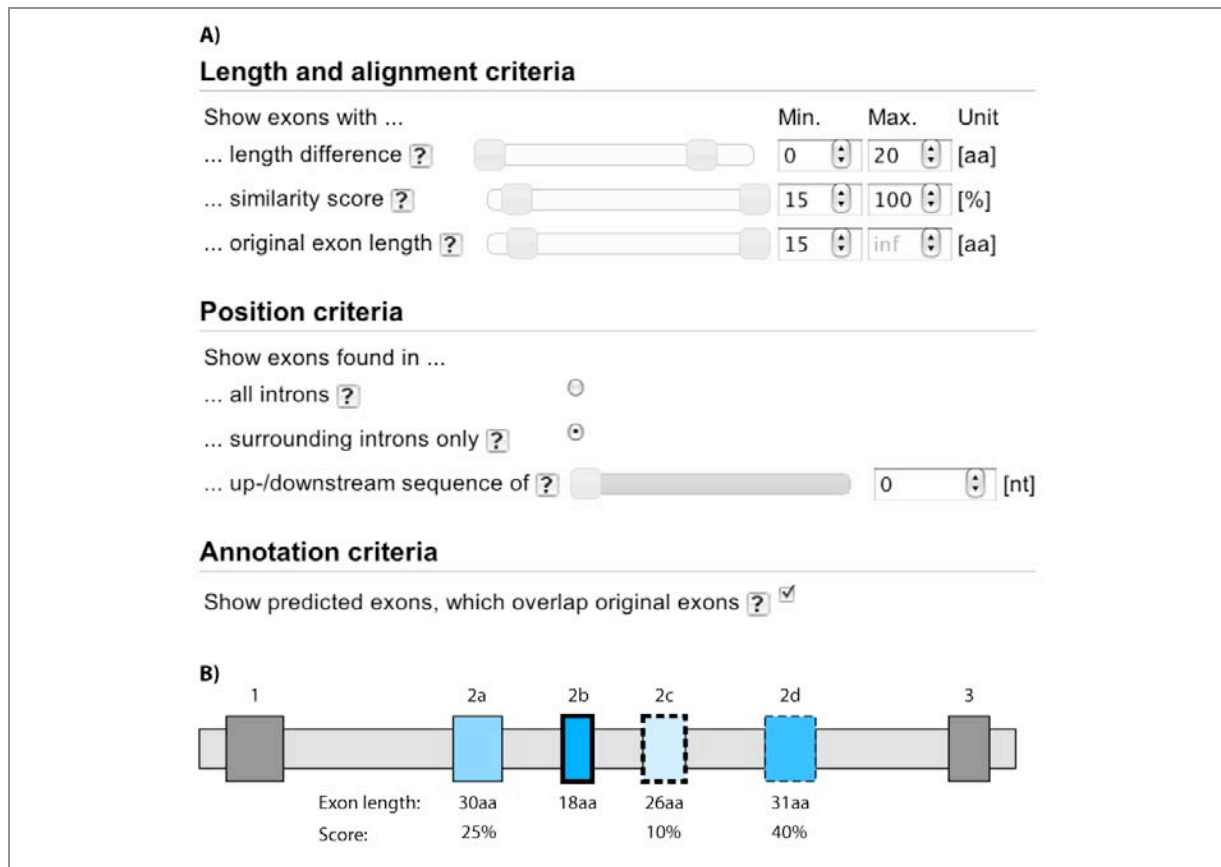 A)
Length and alignment criteria
Show exons with ... Min. Max. Unit
... length difference ? 0 20 [aa]
... similarity score ? 15 100 [%]
... original exon length ? 15 inf [aa]
Position criteria
Show exons found in ...
... all introns ?
... surrounding introns only ?
... up-/downstream sequence of ? 0 [nt]
Annotation criteria
Show predicted exons, which overlap original exons ?
B)
1 2a 2b 2c 2d 3
Exon length: 30aa 18aa 26aa 31aa
Score: 25% 10% 40%